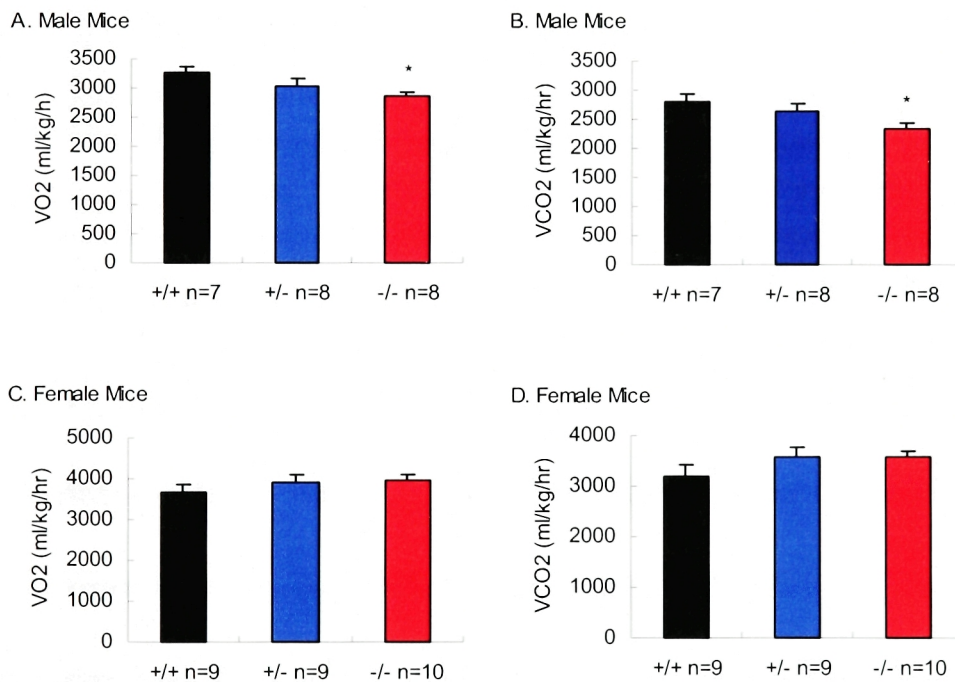 A. Male Mice
VO2 (ml/kg/h)
3500
3000
2500
2000
1500
1000
500
0
*
+/+ n=7
+/- n=8
-/- n=8
B. Male Mice
VCO2 (ml/kg/hr)
3500
3000
2500
2000
1500
1000
500
0
*
+/+ n=7
+/- n=8
-/- n=8
C. Female Mice
VO2 (ml/kg/hr)
5000
4000
3000
2000
1000
0
+/+ n=9
+/- n=9
-/- n=10
D. Female Mice
VCO2 (ml/kg/hr)
4000
3000
2000
1000
0
+/+ n=9
+/- n=9
-/- n=10